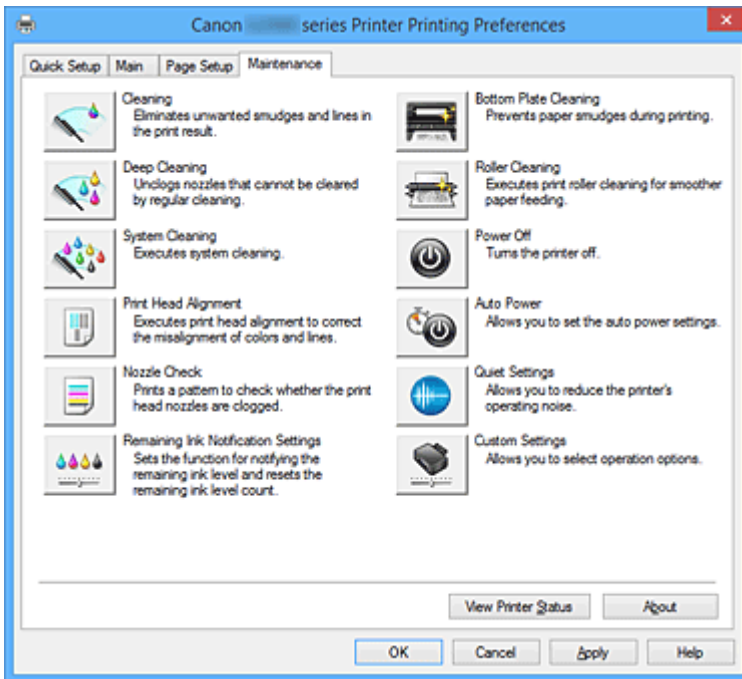 Canon series Printer Printing Preferences
Quick Setup Main Page Setup Maintenance
Cleaning
Eliminates unwanted smudges and lines in
the print result.
Deep Cleaning
Unclogs nozzles that cannot be cleared
by regular cleaning.
System Cleaning
Executes system cleaning.
Print Head Alignment
Executes print head alignment to correct
the misalignment of colors and lines.
Nozzle Check
Prints a pattern to check whether the print
head nozzles are clogged.
Remaining Ink Notification Settings
Sets the function for notifying the
remaining ink level and resets the
remaining ink level count.
Bottom Plate Cleaning
Prevents paper smudges during printing.
Roller Cleaning
Executes print roller cleaning for smoother
paper feeding.
Power Off
Turns the printer off.
Auto Power
Allows you to set the auto power settings.
Quiet Settings
Allows you to reduce the printer's
operating noise.
Custom Settings
Allows you to select operation options.
View Printer Status About
OK Cancel Apply Help